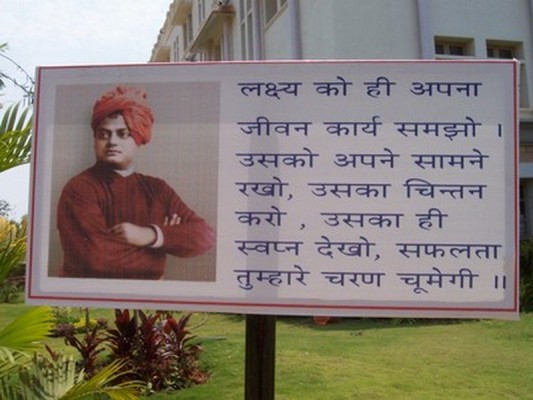 लक्ष्य को ही अपना
जीवन कार्य समझो ।
उसको अपने सामने
रखो, उसका चिन्तन
करो , उसका ही
स्वप्न देखो, सफलता
तुम्हारे चरण चूमेगी ।।